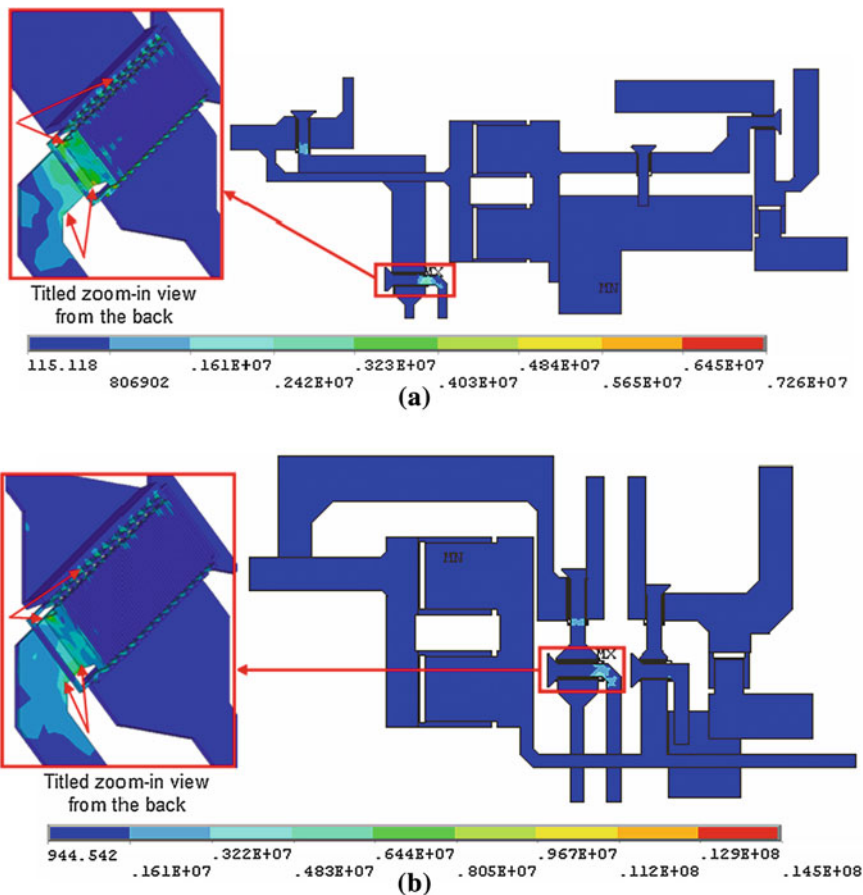 MX
MN
Titled zoom-in view
from the back
115.118 .161E+07 .323E+07 .484E+07 .645E+07
806902 .242E+07 .403E+07 .565E+07 .726E+07
(a)
MN
MX
Titled zoom-in view
from the back
944.542 .322E+07 .644E+07 .967E+07 .129E+08
.161E+07 .483E+07 .805E+07 .112E+08 .145E+08
(b)